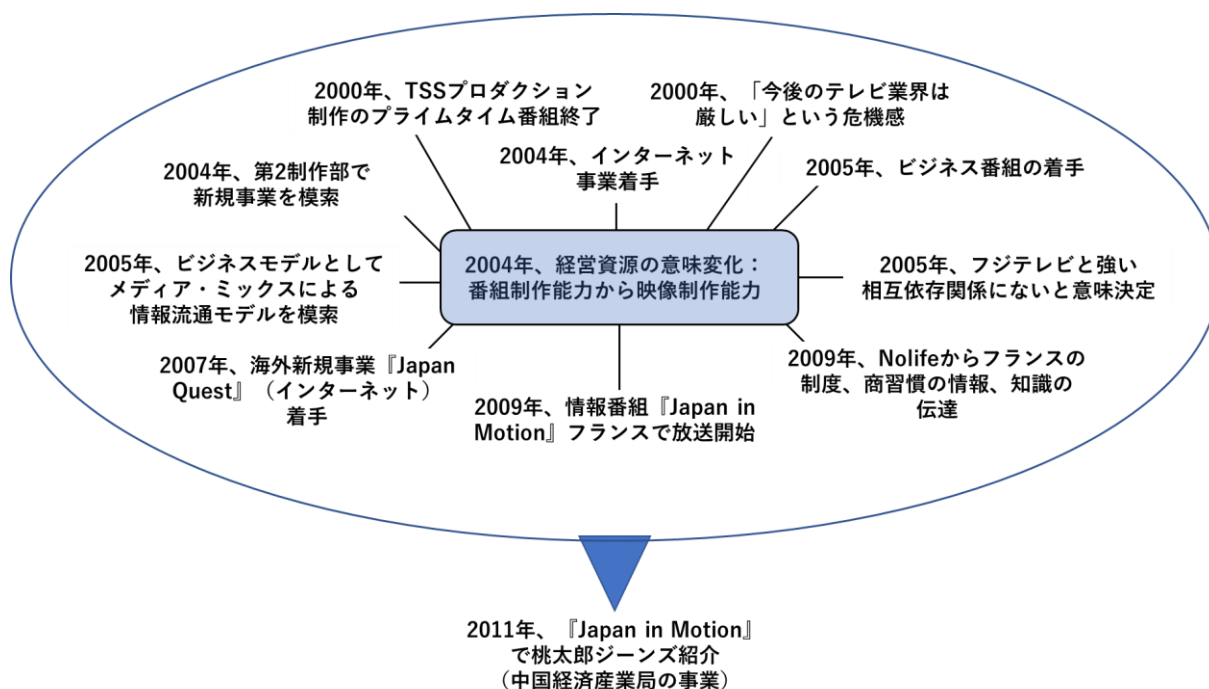 2000年、TSSプロダクション
制作のプライムタイム番組終了
2000年、「今後のテレビ業界は
厳しい」という危機感
2004年、インターネット
事業着手
2004年、第2制作部で
新規事業を模索
2005年、ビジネス番組の着手
2004年、経営資源の意味変化：
番組制作能力から映像制作能力
2005年、ビジネスモデルとして
メディア・ミックスによる
情報流通モデルを模索
2005年、フジテレビと強い
相互依存関係にないと意味決定
2007年、海外新規事業『Japan
Quest』（インターネット）
着手
2009年、情報番組『Japan in
Motion』フランスで放送開始
2009年、Nolifeからフランスの
制度、商習慣の情報、知識の
伝達
2011年、『Japan in Motion』
で桃太郎ジーンズ紹介
（中国経済産業局の事業）